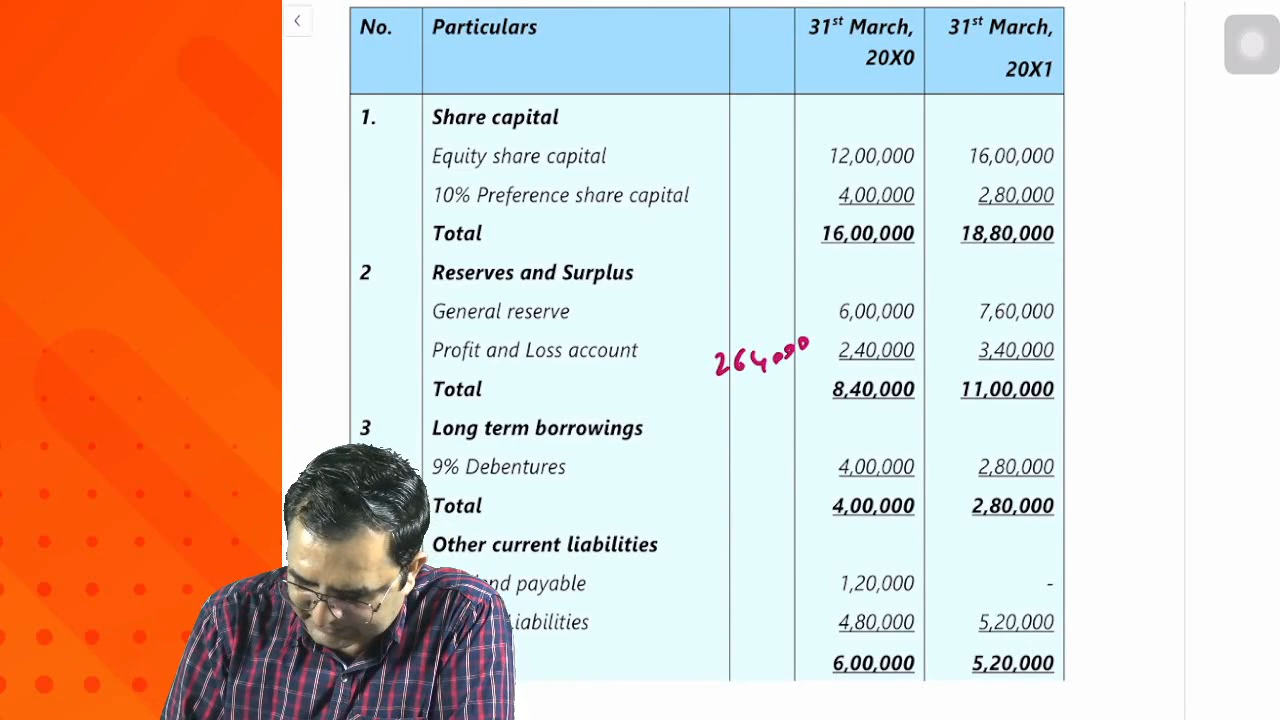 No. Particulars 31st March, 20X0 31st March, 20X1
1. Share capital
Equity share capital 12,00,000 16,00,000
10% Preference share capital 4,00,000 2,80,000
Total 16,00,000 18,80,000
2 Reserves and Surplus
General reserve 6,00,000 7,60,000
Profit and Loss account 264000 2,40,000 3,40,000
Total 8,40,000 11,00,000
3 Long term borrowings
9% Debentures 4,00,000 2,80,000
Total 4,00,000 2,80,000
Other current liabilities
payable 1,20,000 -
4,80,000 5,20,000
6,00,000 5,20,000